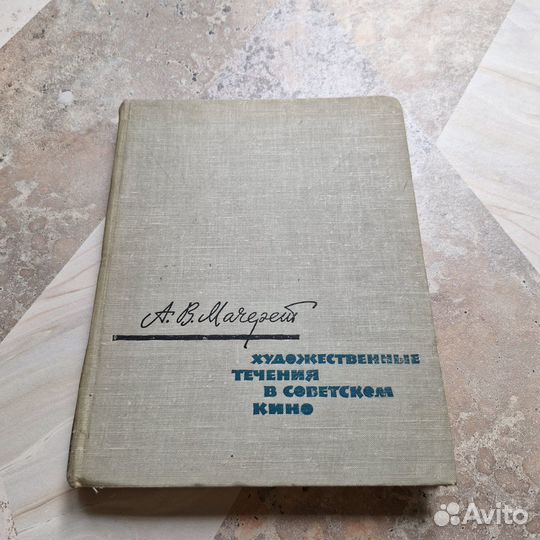 А. В. Мачерет
ХУДОЖЕСТВЕННЫЕ
ТЕЧЕНИЯ
В СОВЕТСКОМ
КИНО
Avito